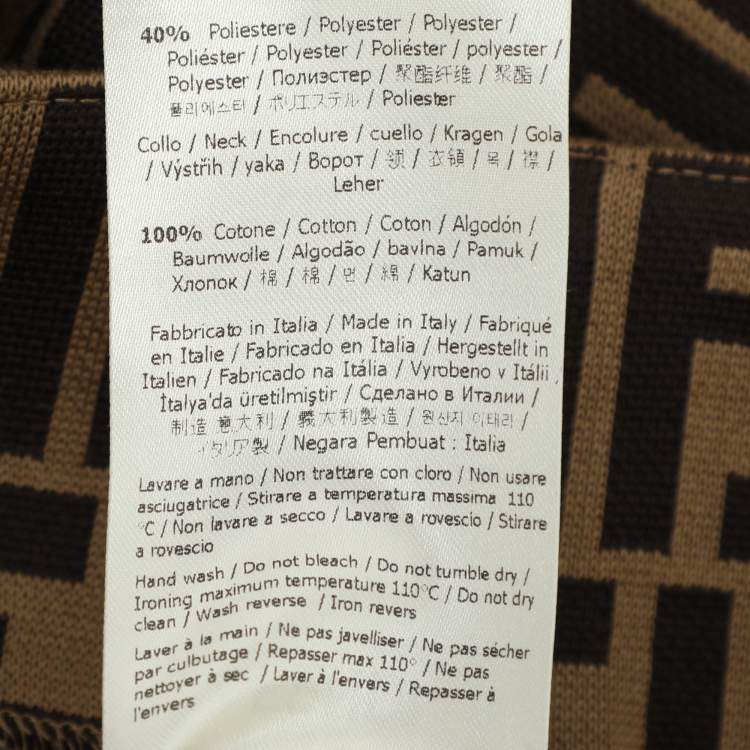 40% Poliestere / Polyester / Polyester /
Poliéster / Polyester / Poliéster / polyester /
Polyester / Полиэстер / 聚酯纤维 / 聚酯 /
폴리에스터 / ポリエステル / Poliester
Collo / Neck / Encolure / cuello / Kragen / Gola
/ Výstřih / yaka / Ворот / 领 / 衣領 / 목 / 襟 /
Leher
100% Cotone / Cotton / Coton / Algodón /
Baumwolle / Algodão / bavlna / Pamuk /
Хлопок / 棉 / 棉 / 면 / 綿 / Katun
Fabbricato in Italia / Made in Italy / Fabriqué
en Italie / Fabricado en Italia / Hergestellt in
Italien / Fabricado na Itália / Vyrobeno v Itálii /
İtalya'da üretilmiştir / Сделано в Италии /
制造 意大利 / 義大利製造 / 원산지 이태리 /
イタリア製 / Negara Pembuat : Italia
Lavare a mano / Non trattare con cloro / Non usare
asciugatrice / Stirare a temperatura massima 110
°C / Non lavare a secco / Lavare a rovescio / Stirare
a rovescio
Hand wash / Do not bleach / Do not tumble dry /
Ironing maximum temperature 110°C / Do not dry
clean / Wash reverse / Iron revers
Laver à la main / Ne pas javelliser / Ne pas sécher
par culbutage / Repasser max 110° / Ne pas
nettoyer à sec / Laver à l'envers / Repasser à
l'envers